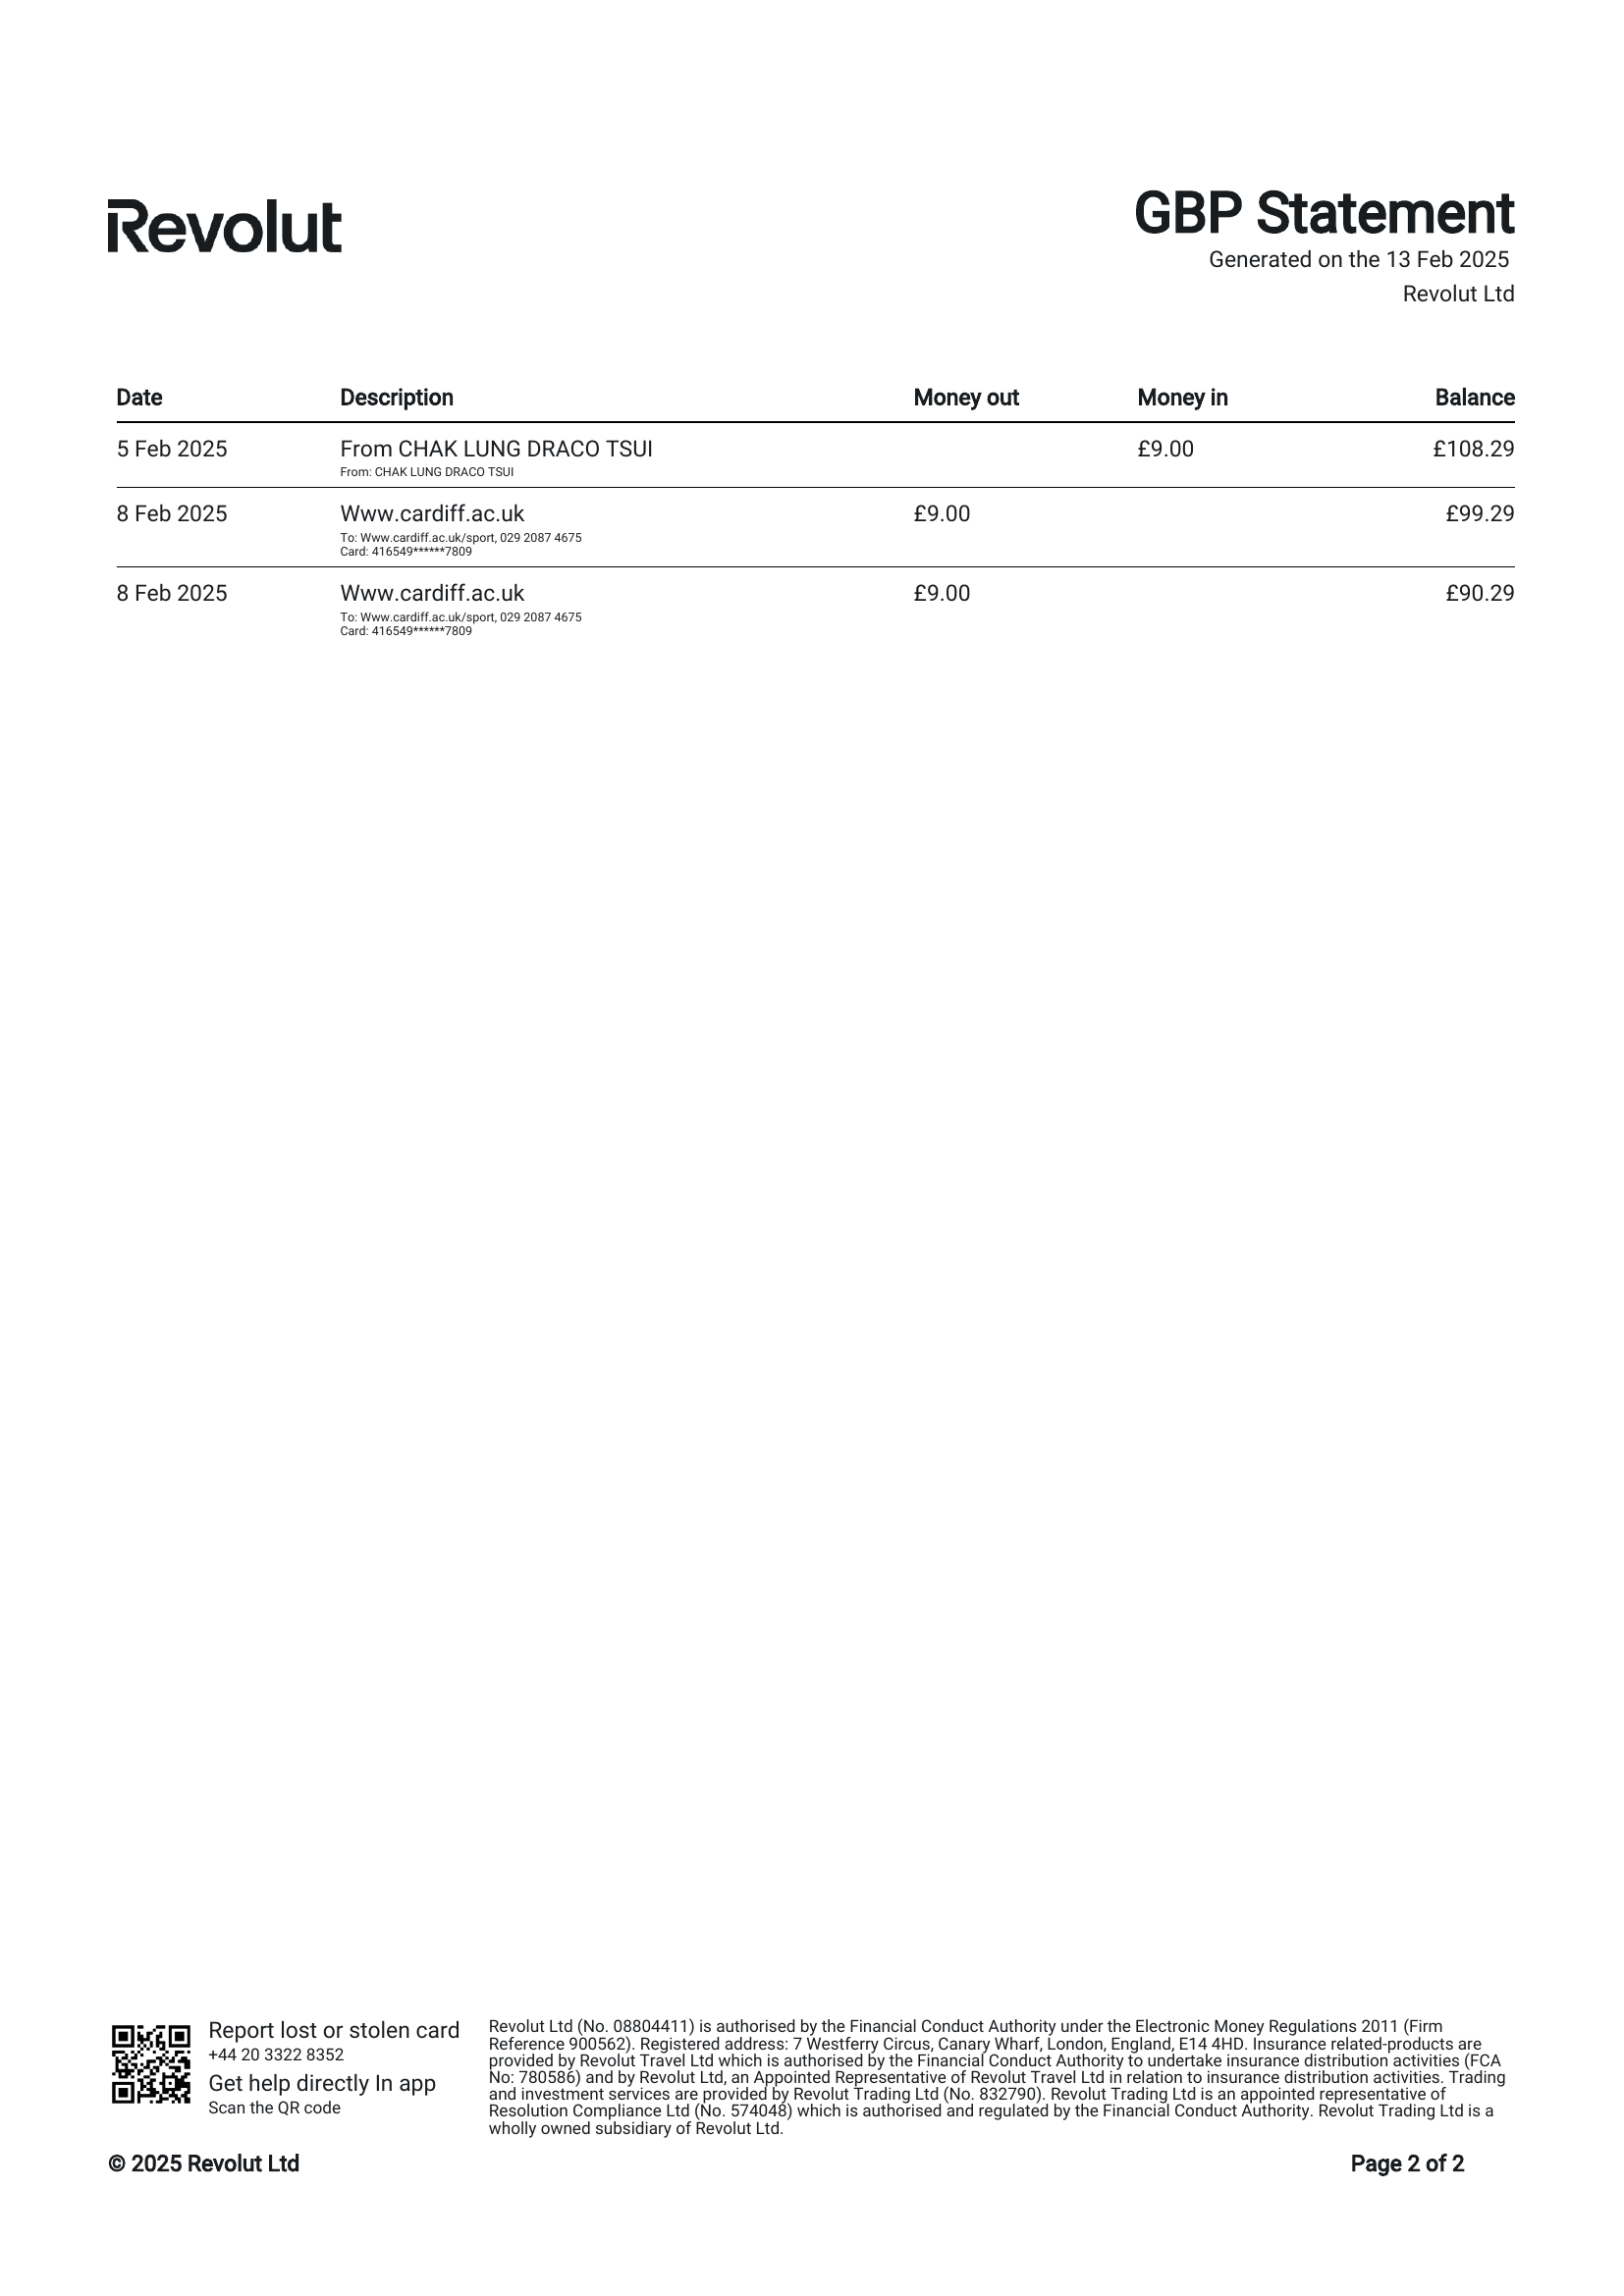 Revolut
GBP Statement
Generated on the 13 Feb 2025
Revolut Ltd
Date Description Money out Money in Balance
5 Feb 2025 From CHAK LUNG DRACO TSUI £9.00 £108.29
From: CHAK LUNG DRACO TSUI
8 Feb 2025 Www.cardiff.ac.uk £9.00 £99.29
To: Www.cardiff.ac.uk/sport, 029 2087 4675
Card: 416549******7809
8 Feb 2025 Www.cardiff.ac.uk £9.00 £90.29
To: Www.cardiff.ac.uk/sport, 029 2087 4675
Card: 416549******7809
Report lost or stolen card
+44 20 3322 8352
Get help directly In app
Scan the QR code
Revolut Ltd (No. 08804411) is authorised by the Financial Conduct Authority under the Electronic Money Regulations 2011 (Firm
Reference 900562). Registered address: 7 Westferry Circus, Canary Wharf, London, England, E14 4HD. Insurance related-products are
provided by Revolut Travel Ltd which is authorised by the Financial Conduct Authority to undertake insurance distribution activities (FCA
No: 780586) and by Revolut Ltd, an Appointed Representative of Revolut Travel Ltd in relation to insurance distribution activities. Trading
and investment services are provided by Revolut Trading Ltd (No. 832790). Revolut Trading Ltd is an appointed representative of
Resolution Compliance Ltd (No. 574048) which is authorised and regulated by the Financial Conduct Authority. Revolut Trading Ltd is a
wholly owned subsidiary of Revolut Ltd.
© 2025 Revolut Ltd
Page 2 of 2